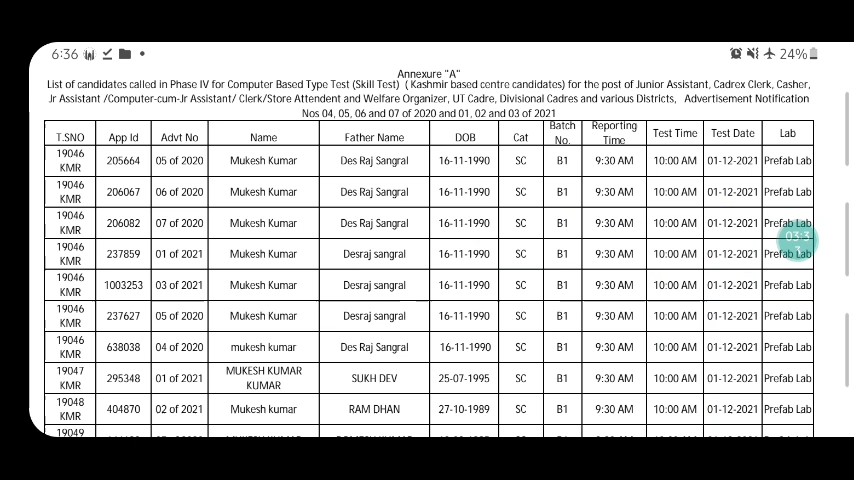 6:36 24%
Annexure "A"
List of candidates called in Phase IV for Computer Based Type Test (Skill Test) ( Kashmir based centre candidates) for the post of Junior Assistant, Cadrex Clerk, Casher,
Jr Assistant /Computer-cum-Jr Assistant/ Clerk/Store Attendent and Welfare Organizer, UT Cadre, Divisional Cadres and various Districts, Advertisement Notification
Nos 04, 05, 06 and 07 of 2020 and 01, 02 and 03 of 2021
T.SNO App Id Advt No Name Father Name DOB Cat Batch No. Reporting Time Test Time Test Date Lab
19046 KMR 205664 05 of 2020 Mukesh Kumar Des Raj Sangral 16-11-1990 SC B1 9:30 AM 10:00 AM 01-12-2021 Prefab Lab
19046 KMR 206067 06 of 2020 Mukesh Kumar Des Raj Sangral 16-11-1990 SC B1 9:30 AM 10:00 AM 01-12-2021 Prefab Lab
19046 KMR 206082 07 of 2020 Mukesh Kumar Des Raj Sangral 16-11-1990 SC B1 9:30 AM 10:00 AM 01-12-2021 Prefab Lab
03:3
19046 KMR 237859 01 of 2021 Mukesh Kumar Desraj sangral 16-11-1990 SC B1 9:30 AM 10:00 AM 01-12-2021 Prefab Lab
19046 KMR 1003253 03 of 2021 Mukesh Kumar Desraj sangral 16-11-1990 SC B1 9:30 AM 10:00 AM 01-12-2021 Prefab Lab
19046 KMR 237627 05 of 2020 Mukesh Kumar Desraj sangral 16-11-1990 SC B1 9:30 AM 10:00 AM 01-12-2021 Prefab Lab
19046 KMR 638038 04 of 2020 mukesh kumar Des Raj Sangral 16-11-1990 SC B1 9:30 AM 10:00 AM 01-12-2021 Prefab Lab
19047 KMR 295348 01 of 2021 MUKESH KUMAR KUMAR SUKH DEV 25-07-1995 SC B1 9:30 AM 10:00 AM 01-12-2021 Prefab Lab
19048 KMR 404870 02 of 2021 Mukesh kumar RAM DHAN 27-10-1989 SC B1 9:30 AM 10:00 AM 01-12-2021 Prefab Lab
19049